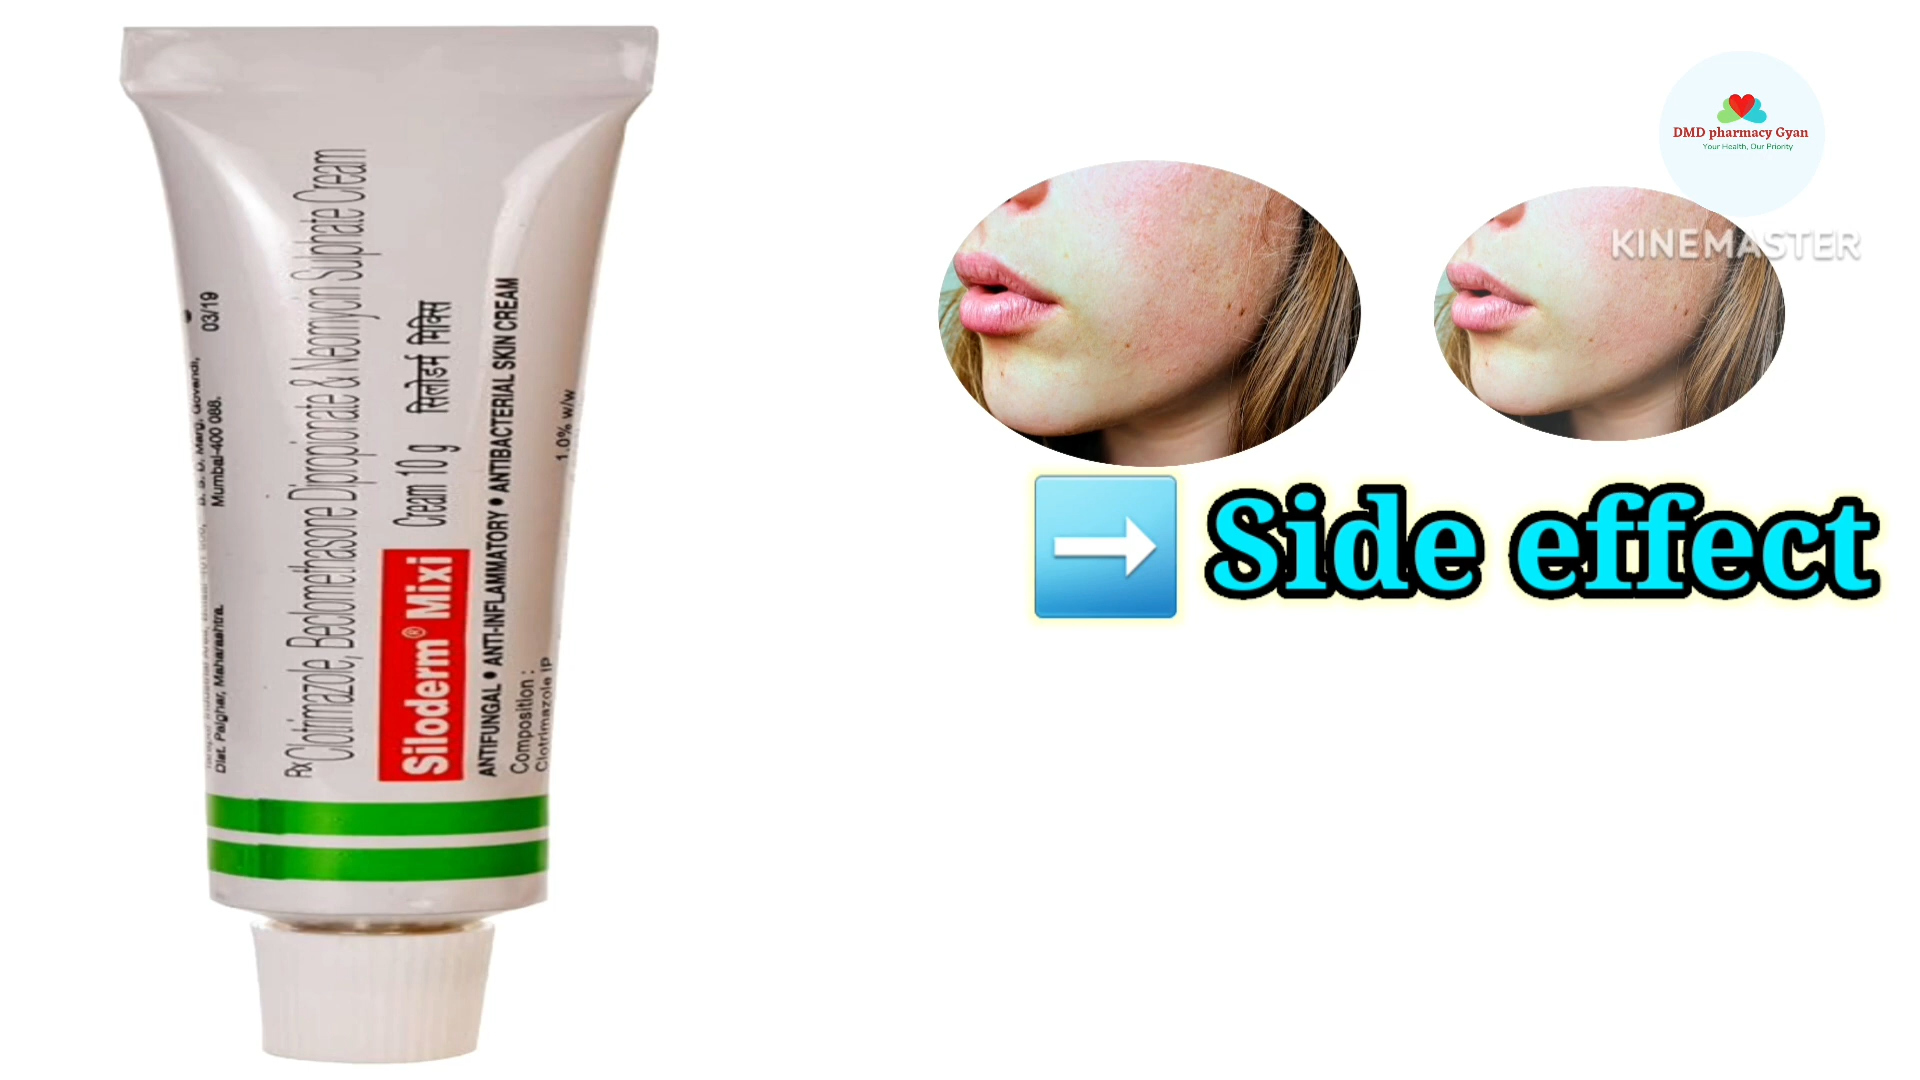 Rx Clotrimazole, Beclomethasone Dipropionate & Neomycin Sulphate Cream
Siloderm® Mixi Cream 10 g सिलोडर्म मिक्सि
ANTIFUNGAL • ANTI-INFLAMMATORY • ANTIBACTERIAL SKIN CREAM
Composition :
Clotrimazole IP 1.0% w/w
Govandi,
Mumbai-400 088.
03/19
Dist. Palghar, Maharashtra.
DMD pharmacy Gyan
Your Health, Our Priority
KINEMASTER
➡ Side effect